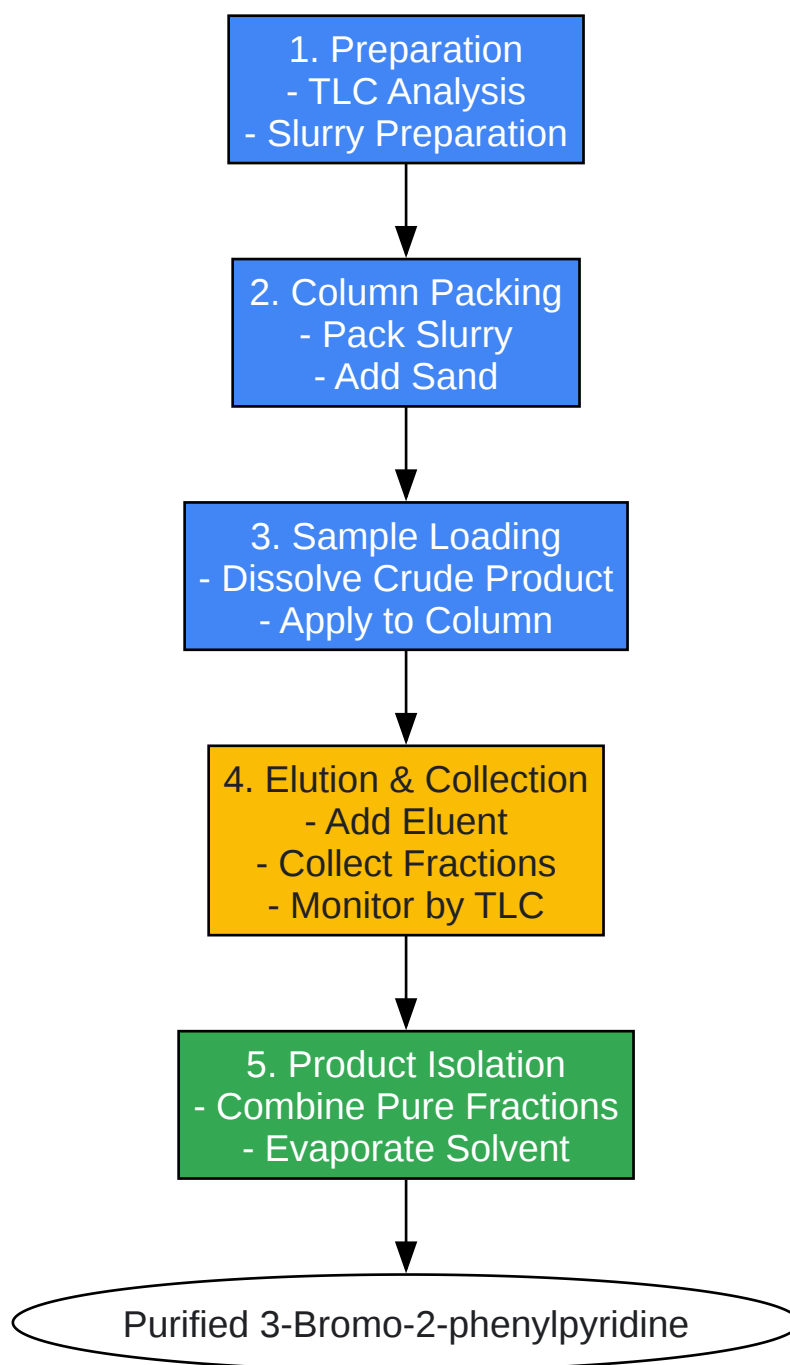 1. Preparation
- TLC Analysis
- Slurry Preparation
2. Column Packing
- Pack Slurry
- Add Sand
3. Sample Loading
- Dissolve Crude Product
- Apply to Column
4. Elution & Collection
- Add Eluent
- Collect Fractions
- Monitor by TLC
5. Product Isolation
- Combine Pure Fractions
- Evaporate Solvent
Purified 3-Bromo-2-phenylpyridine